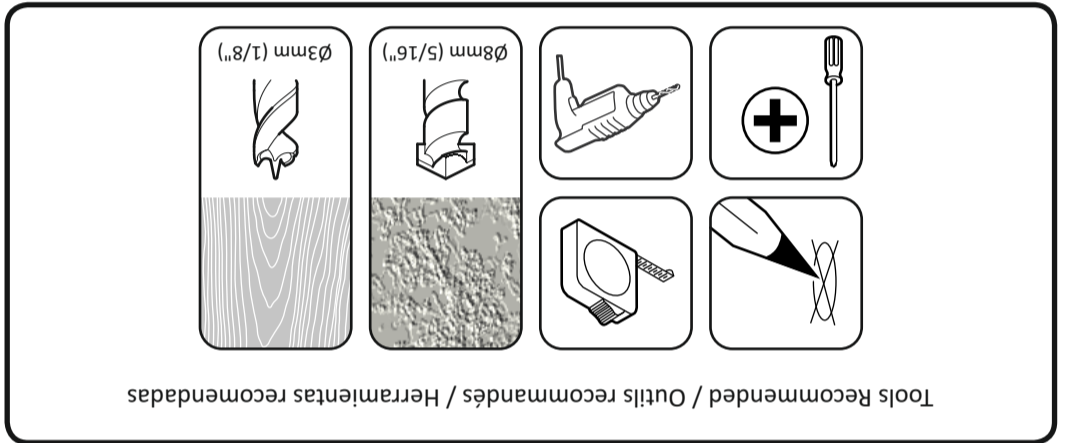 Tools Recommended / Outils recommandés / Herramientas recomendadas
Ø8mm (5/16")
Ø3mm (1/8")